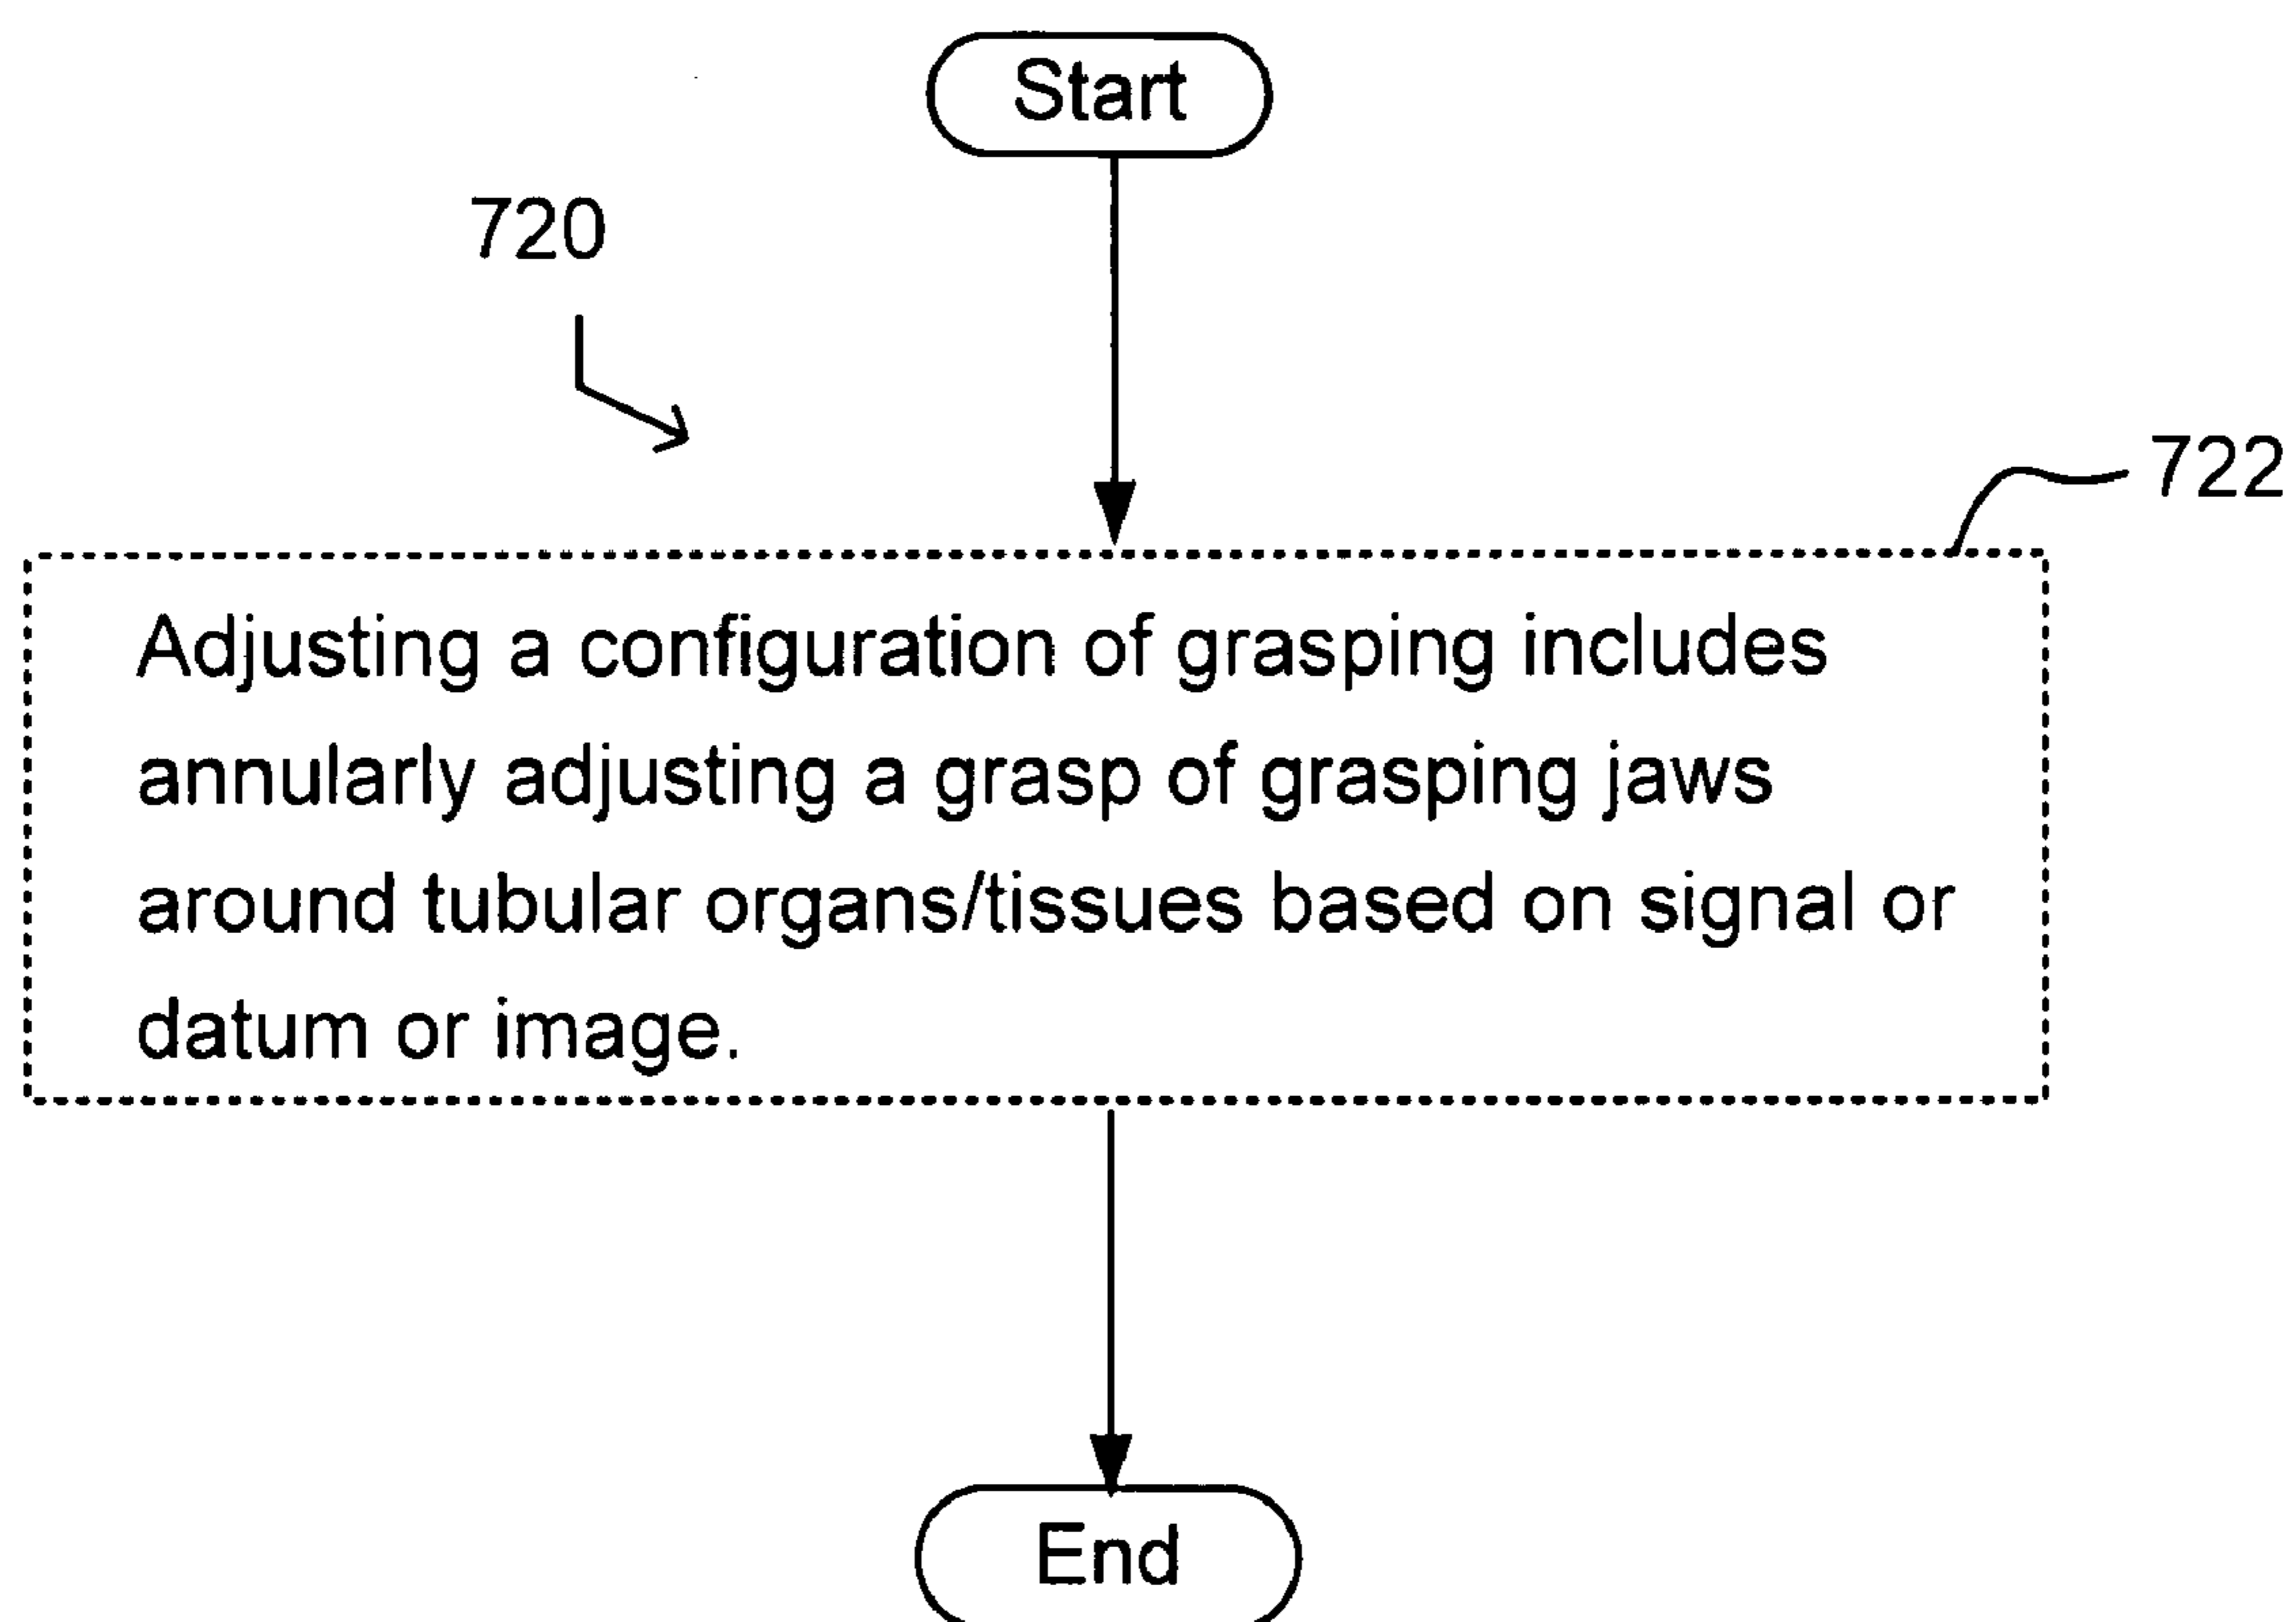 Start
720
722
Adjusting a configuration of grasping includes
annularly adjusting a grasp of grasping jaws
around tubular organs/tissues based on signal or
datum or image.
End